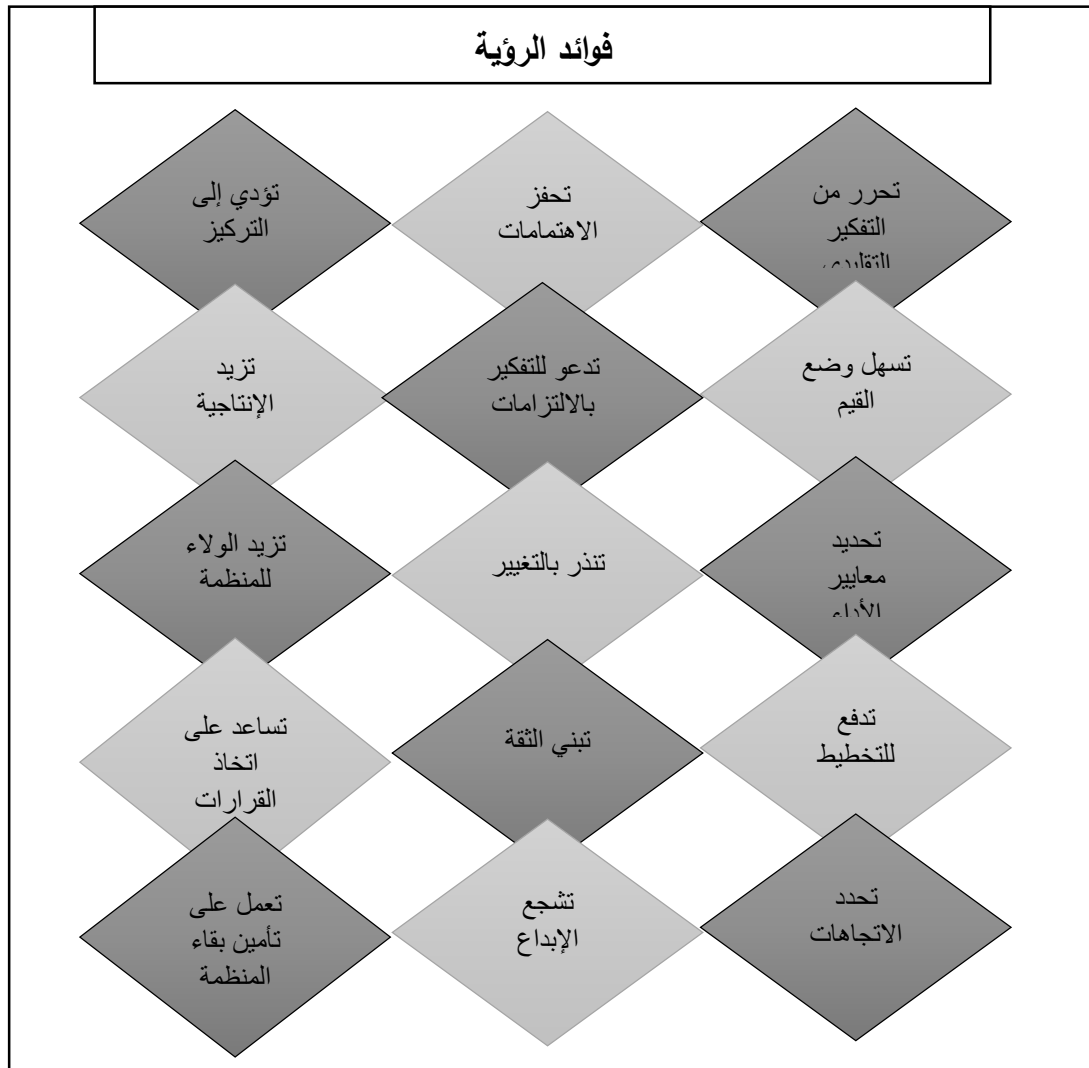 فوائد الرؤية
تحرر من
التفكير
التقليدي
تحفز
الاهتمامات
تؤدي إلى
التركيز
تسهل وضع
القيم
تدعو للتفكير
بالالتزامات
تزيد
الإنتاجية
تحديد
معايير
الأداء
تنذر بالتغيير
تزيد الولاء
للمنظمة
تدفع
للتخطيط
تبني الثقة
تساعد على
اتخاذ
القرارات
تحدد
الاتجاهات
تشجع
الإبداع
تعمل على
تأمين بقاء
المنظمة